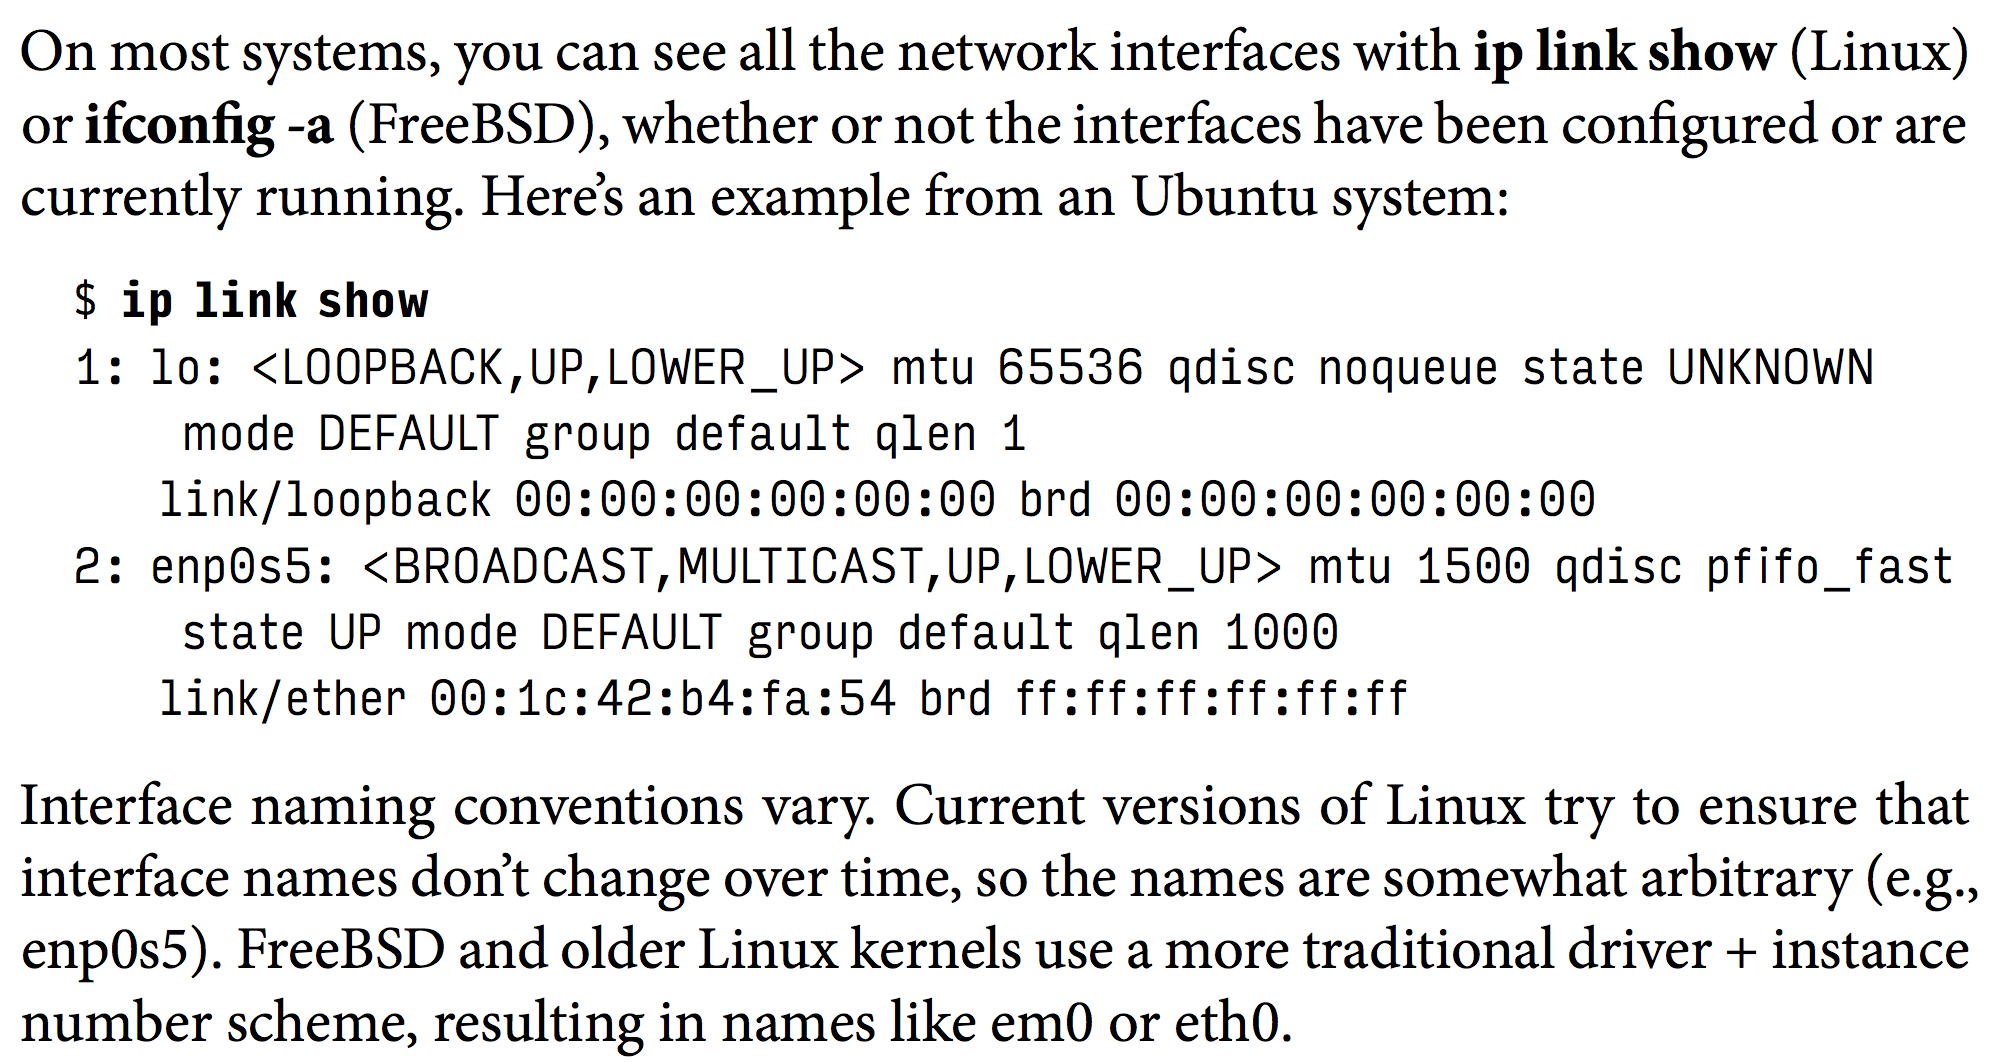 On most systems, you can see all the network interfaces with ip link show (Linux)
or ifconfig -a (FreeBSD), whether or not the interfaces have been configured or are
currently running. Here’s an example from an Ubuntu system:
$ ip link show
1: lo: <LOOPBACK,UP,LOWER_UP> mtu 65536 qdisc noqueue state UNKNOWN
mode DEFAULT group default qlen 1
link/loopback 00:00:00:00:00:00 brd 00:00:00:00:00:00
2: enp0s5: <BROADCAST,MULTICAST,UP,LOWER_UP> mtu 1500 qdisc pfifo_fast
state UP mode DEFAULT group default qlen 1000
link/ether 00:1c:42:b4:fa:54 brd ff:ff:ff:ff:ff:ff
Interface naming conventions vary. Current versions of Linux try to ensure that
interface names don’t change over time, so the names are somewhat arbitrary (e.g.,
enp0s5). FreeBSD and older Linux kernels use a more traditional driver + instance
number scheme, resulting in names like em0 or eth0.